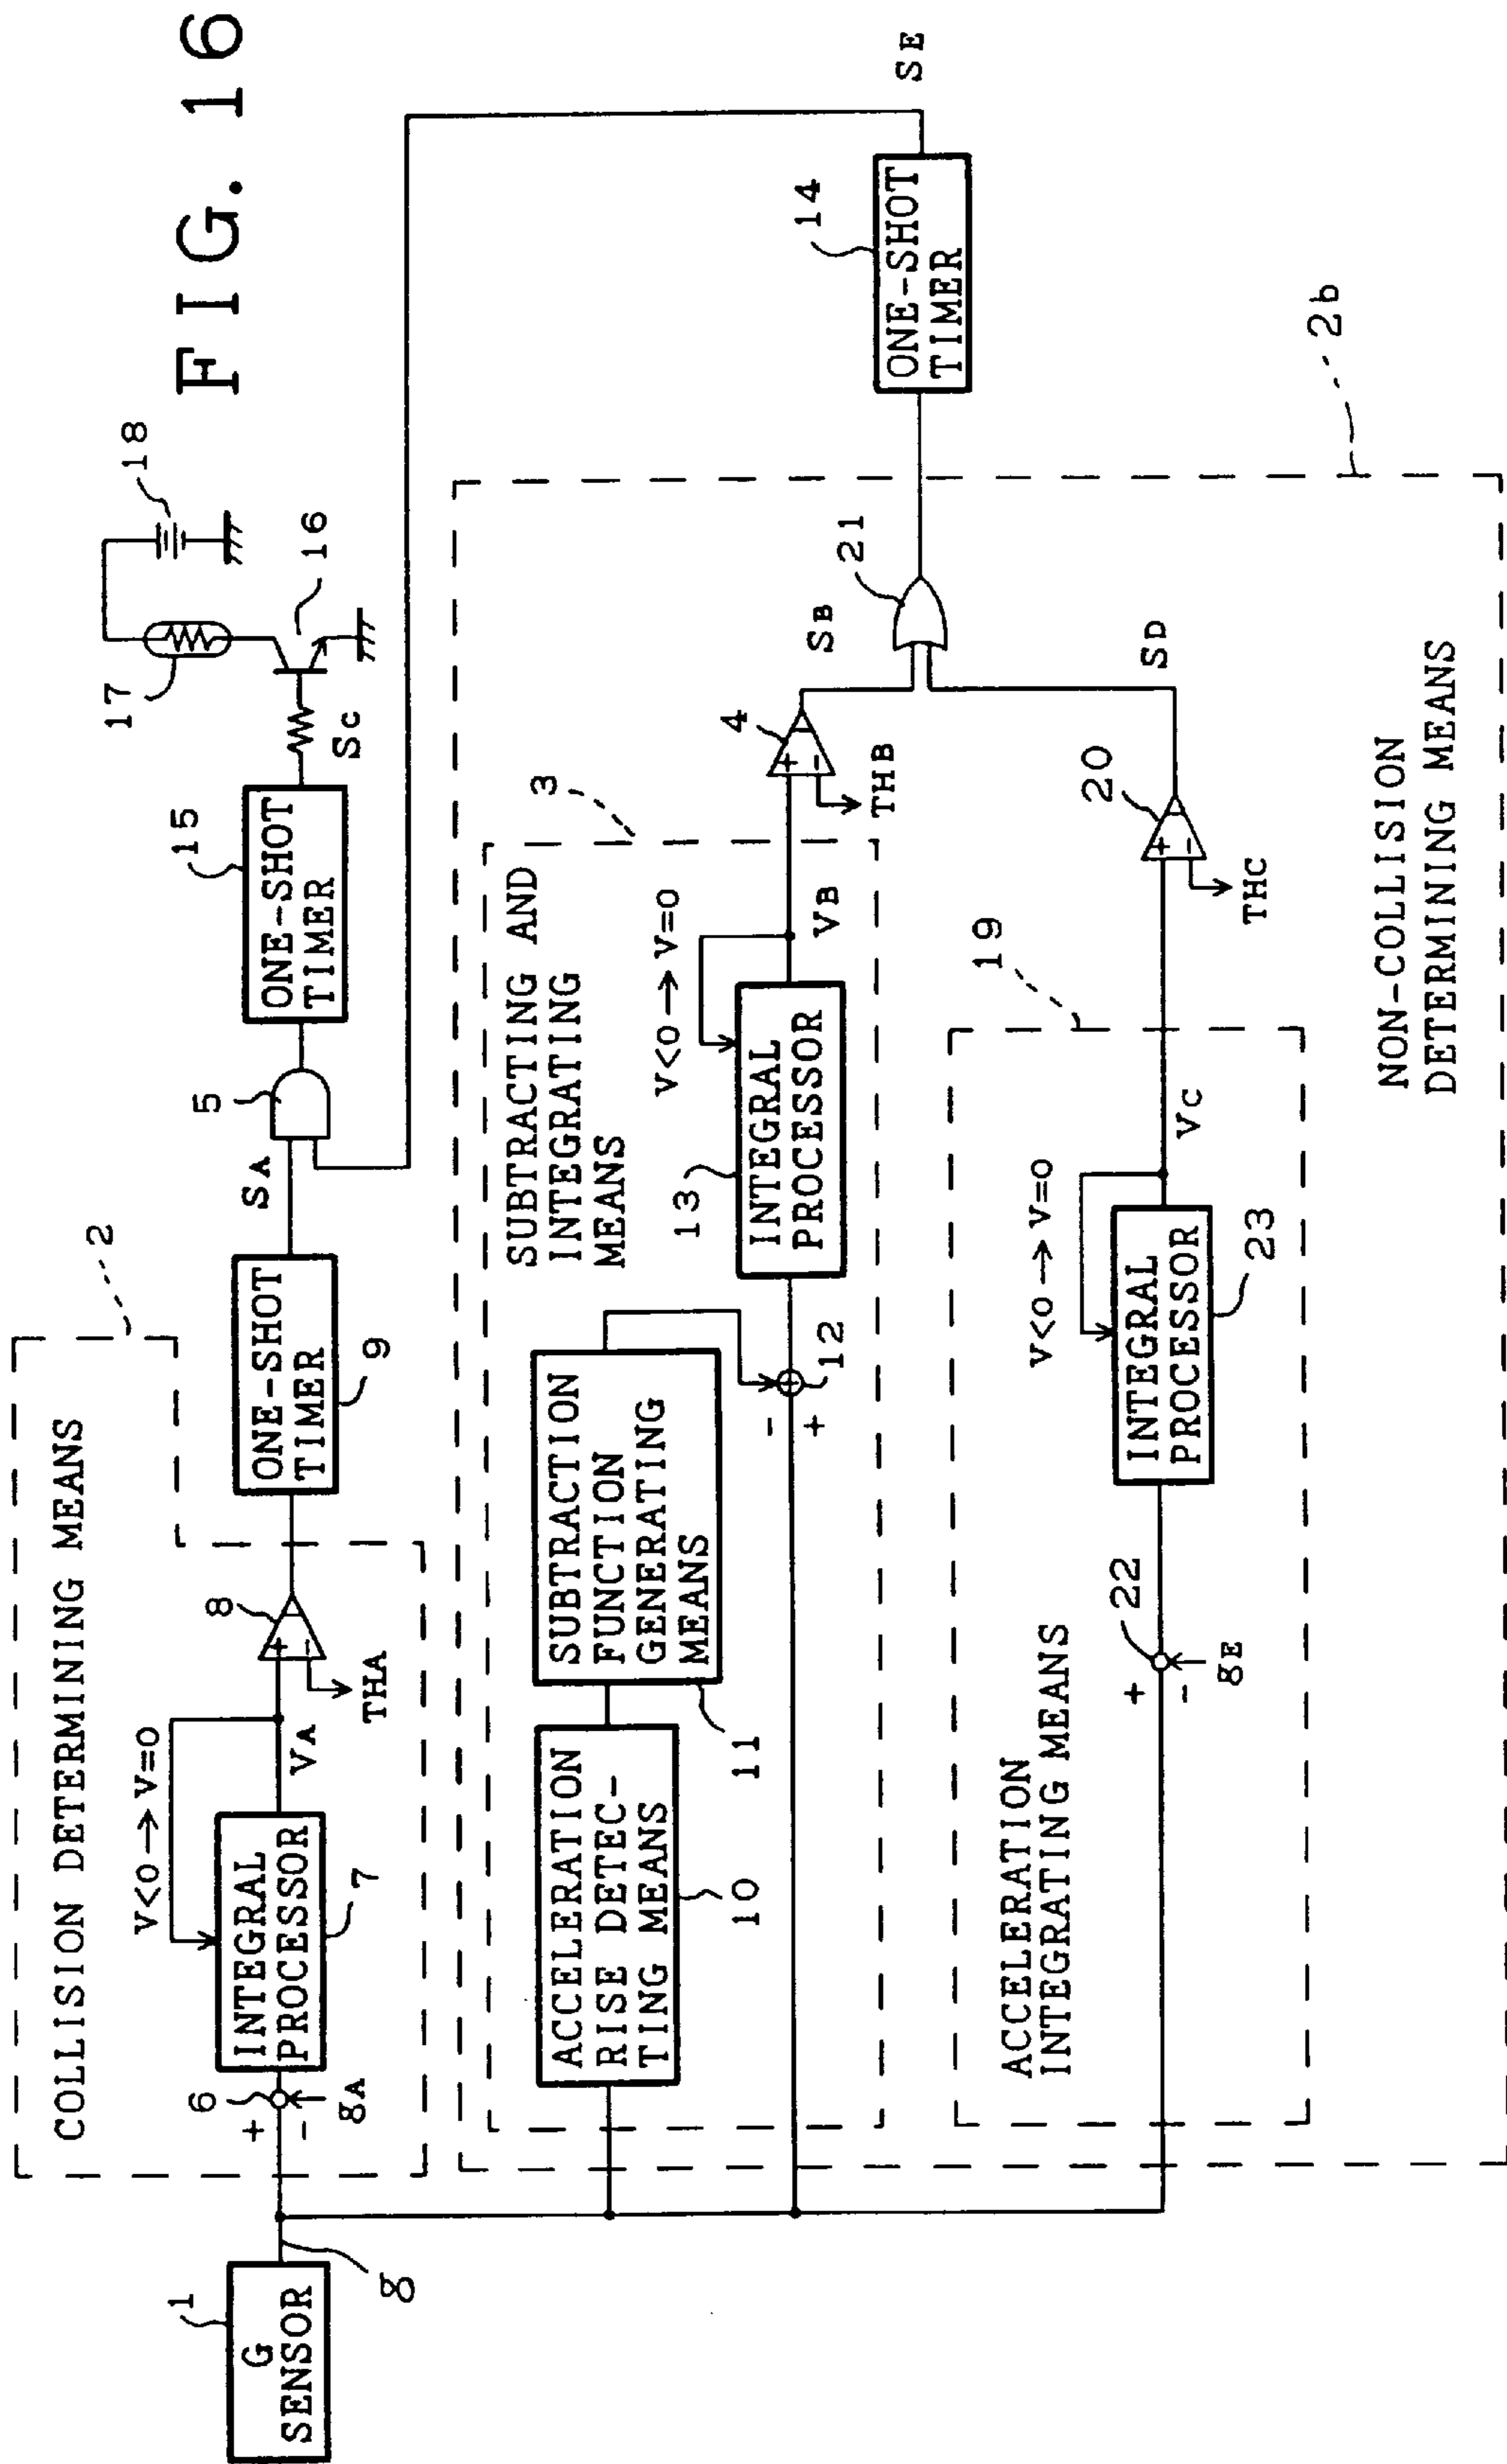 FIG. 16
COLLISION DETERMINING MEANS
2
1
G
SENSOR
g
6
+
-
gA
INTEGRAL
PROCESSOR
7
V<0→V=0
VA
8
+
-
THA
ONE-SHOT
TIMER
9
SA
5
15
ONE-SHOT
TIMER
SC
16
17
18
SUBTRACTING AND
INTEGRATING
MEANS
3
ACCELERATION
RISE DETEC-
TING MEANS
10
SUBTRACTION
FUNCTION
GENERATING
MEANS
11
-
+
12
13
INTEGRAL
PROCESSOR
V<0→V=0
VB
4
+
-
THB
SB
21
14
ONE-SHOT
TIMER
SE
ACCELERATION
INTEGRATING MEANS
19
+
-
22
gE
INTEGRAL
PROCESSOR
23
V<0→V=0
VC
20
+
-
THC
SD
NON-COLLISION
DETERMINING MEANS
2b